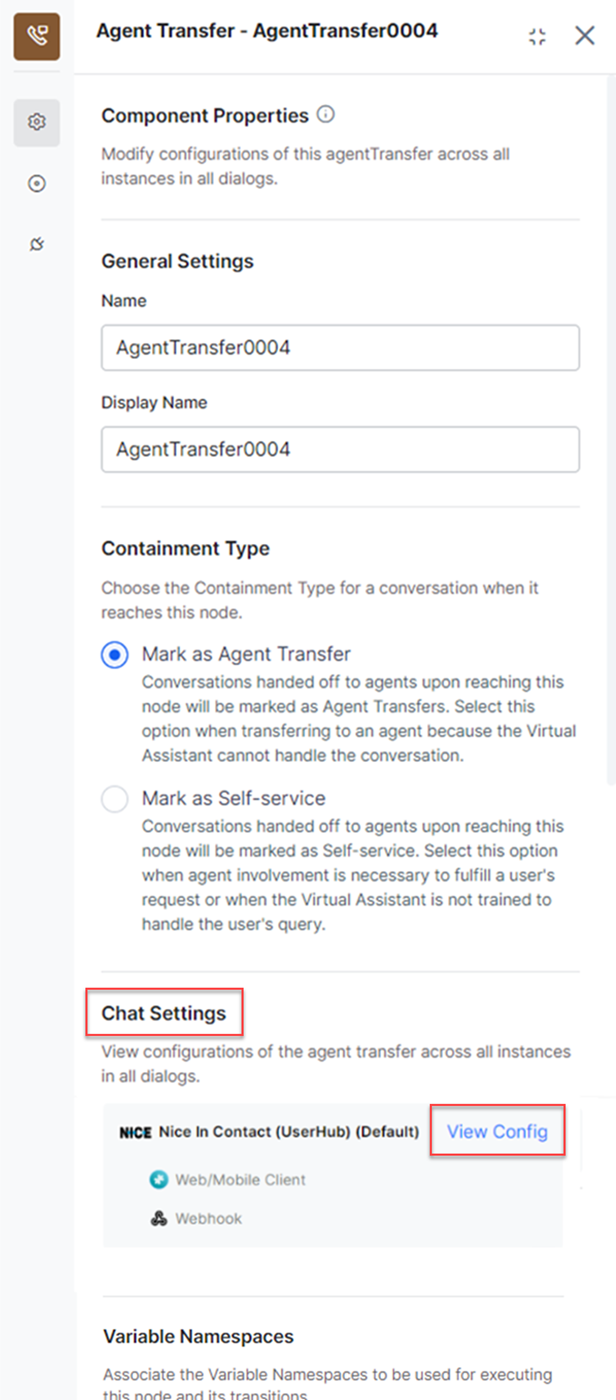 Agent Transfer - AgentTransfer0004
Component Properties
Modify configurations of this agentTransfer across all
instances in all dialogs.
General Settings
Name
AgentTransfer0004
Display Name
AgentTransfer0004
Containment Type
Choose the Containment Type for a conversation when it
reaches this node.
Mark as Agent Transfer
Conversations handed off to agents upon reaching this
node will be marked as Agent Transfers. Select this
option when transferring to an agent because the Virtual
Assistant cannot handle the conversation.
Mark as Self-service
Conversations handed off to agents upon reaching this
node will be marked as Self-service. Select this option
when agent involvement is necessary to fulfill a user's
request or when the Virtual Assistant is not trained to
handle the user's query.
Chat Settings
View configurations of the agent transfer across all instances
in all dialogs.
NICE Nice In Contact (UserHub) (Default) View Config
Web/Mobile Client
Webhook
Variable Namespaces
Associate the Variable Namespaces to be used for executing
this node and its transitions